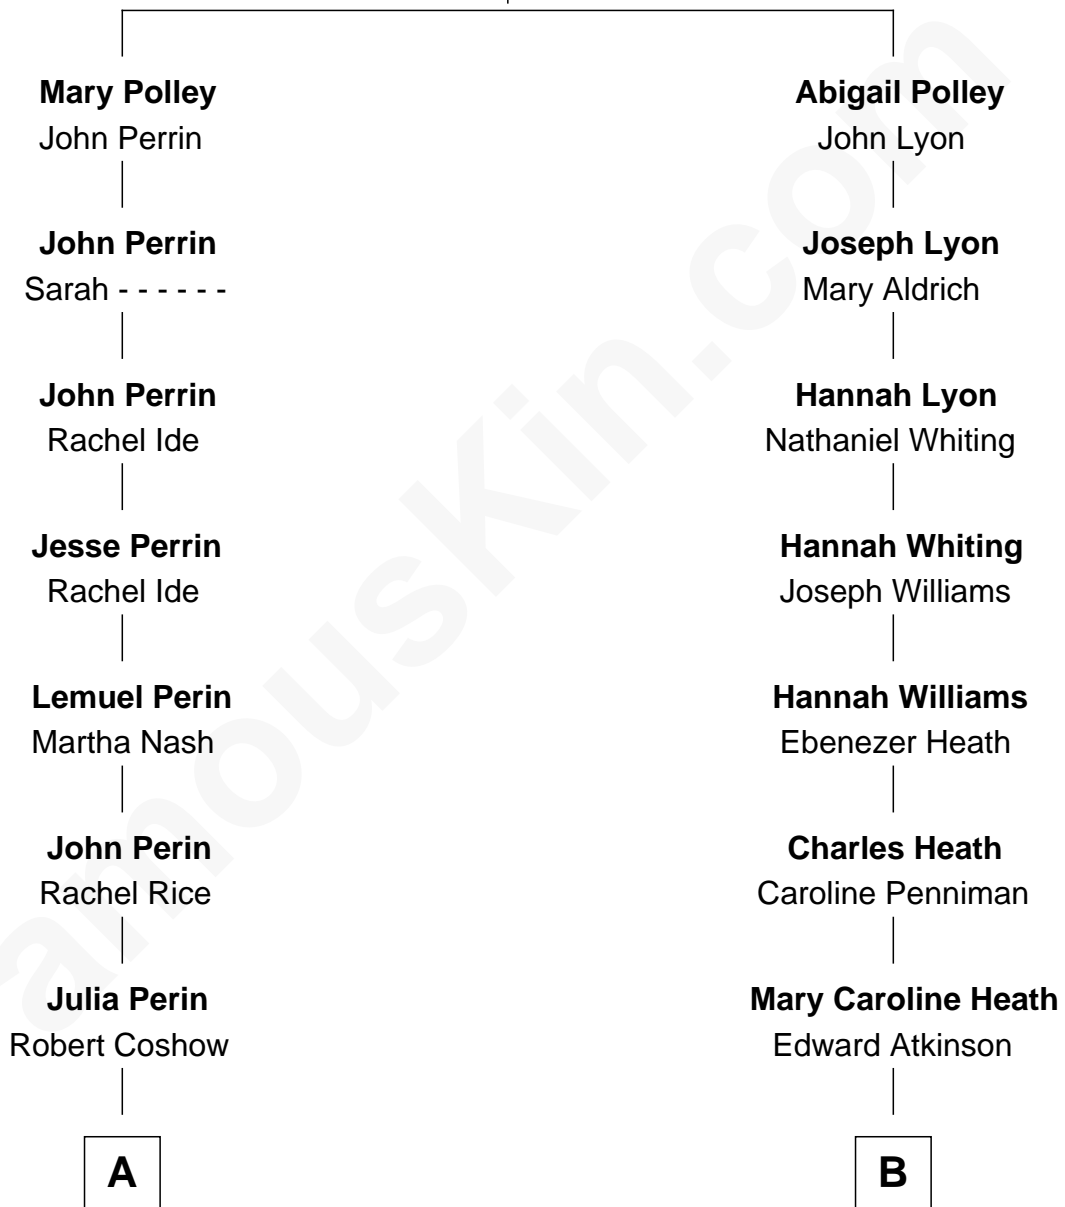 Mary Polley
John Perrin
Abigail Polley
John Lyon
John Perrin
Sarah - - - - - -
Joseph Lyon
Mary Aldrich
John Perrin
Rachel Ide
Hannah Lyon
Nathaniel Whiting
Jesse Perrin
Rachel Ide
Hannah Whiting
Joseph Williams
Lemuel Perin
Martha Nash
Hannah Williams
Ebenezer Heath
John Perin
Rachel Rice
Charles Heath
Caroline Penniman
Julia Perin
Robert Coshow
Mary Caroline Heath
Edward Atkinson
A
B
amouskin.com